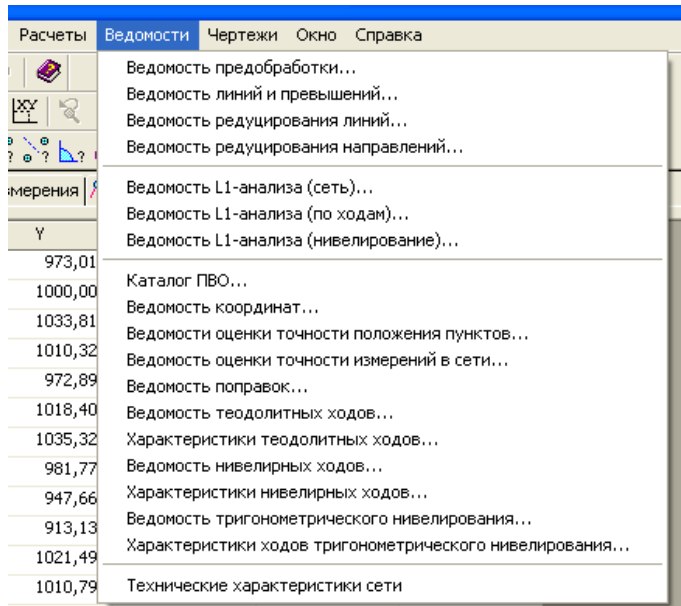 Расчеты Ведомости Чертежи Окно Справка
Ведомость предобработки...
Ведомость линий и превышений...
XY
Ведомость редуцирования линий...
Ведомость редуцирования направлений...
Ведомость L1-анализа (сеть)...
Ведомость L1-анализа (по ходам)...
Ведомость L1-анализа (нивелирование)...
Каталог ПВО...
Ведомость координат...
Ведомости оценки точности положения пунктов...
Ведомость оценки точности измерений в сети...
Ведомость поправок...
Ведомость теодолитных ходов...
Характеристики теодолитных ходов...
Ведомость нивелирных ходов...
Характеристики нивелирных ходов...
Ведомость тригонометрического нивелирования...
Характеристики ходов тригонометрического нивелирования...
Технические характеристики сети
змерения
Y
973,01
1000,00
1033,81
1010,32
972,89
1018,40
1035,32
981,77
947,66
913,13
1021,49
1010,79